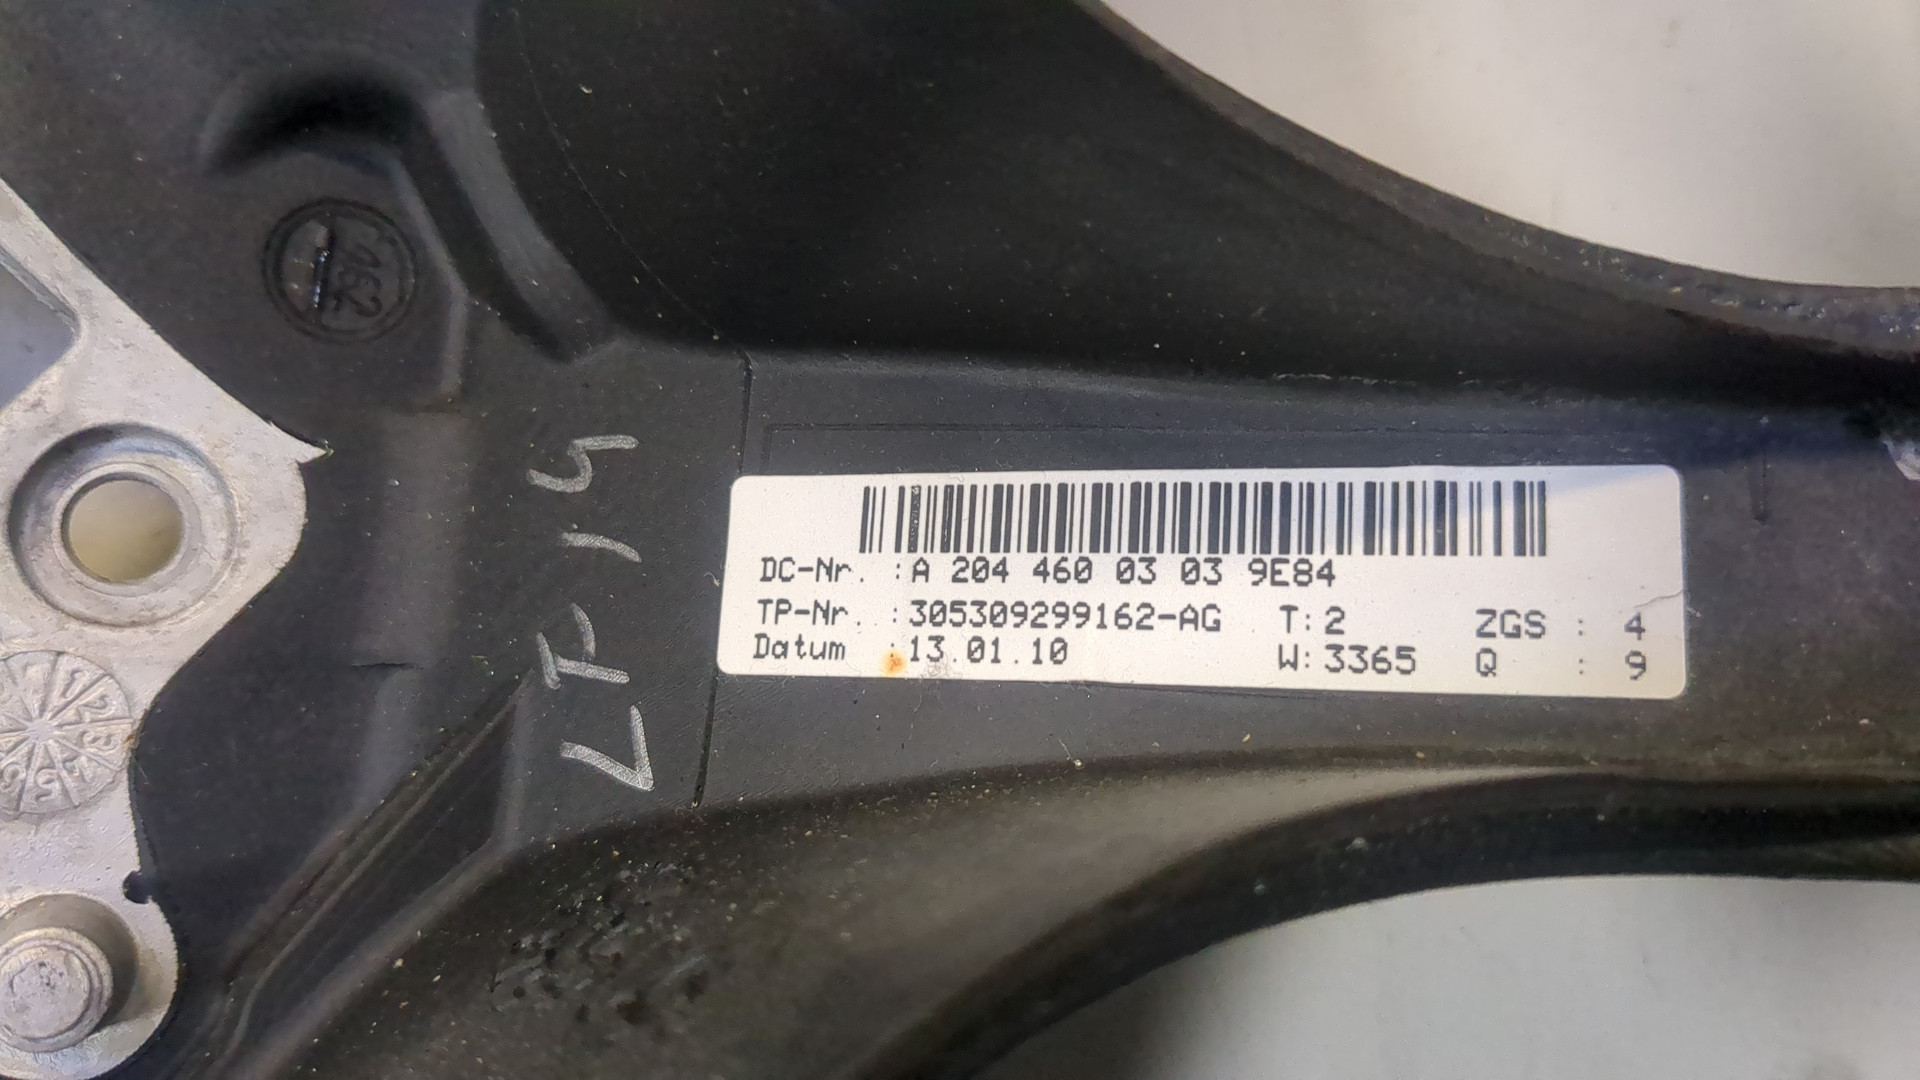 DC-Nr. :A 204 460 03 03 9E84
TP-Nr. :305309299162-AG T:2 ZGS : 4
Datum :13.01.10 W:3365 Q : 9